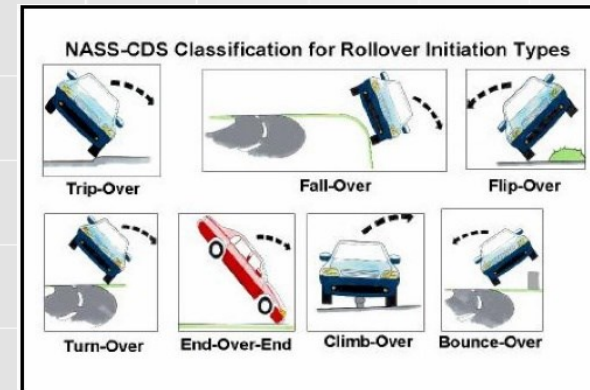 NASS-CDS Classification for Rollover Initiation Types
Trip-Over
Fall-Over
Flip-Over
Turn-Over
End-Over-End
Climb-Over
Bounce-Over